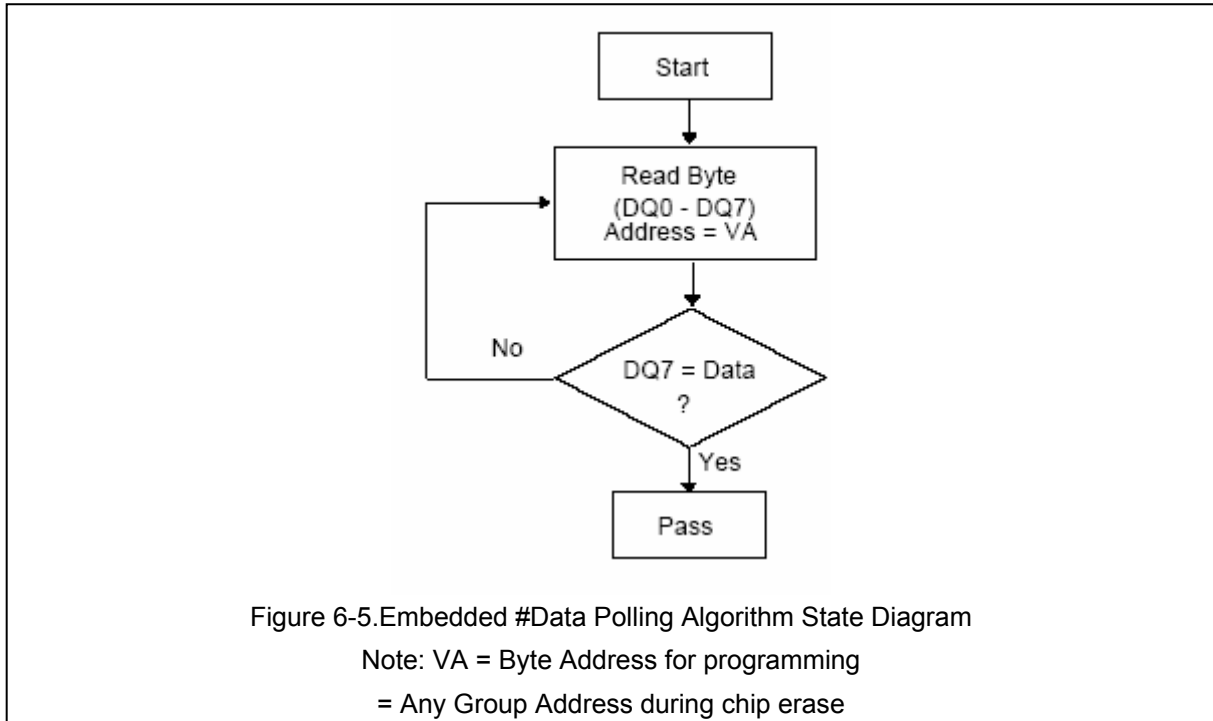 Start
Read Byte
(DQ0 - DQ7)
Address = VA
No
DQ7 = Data
?
Yes
Pass
Figure 6-5.Embedded #Data Polling Algorithm State Diagram
Note: VA = Byte Address for programming
= Any Group Address during chip erase